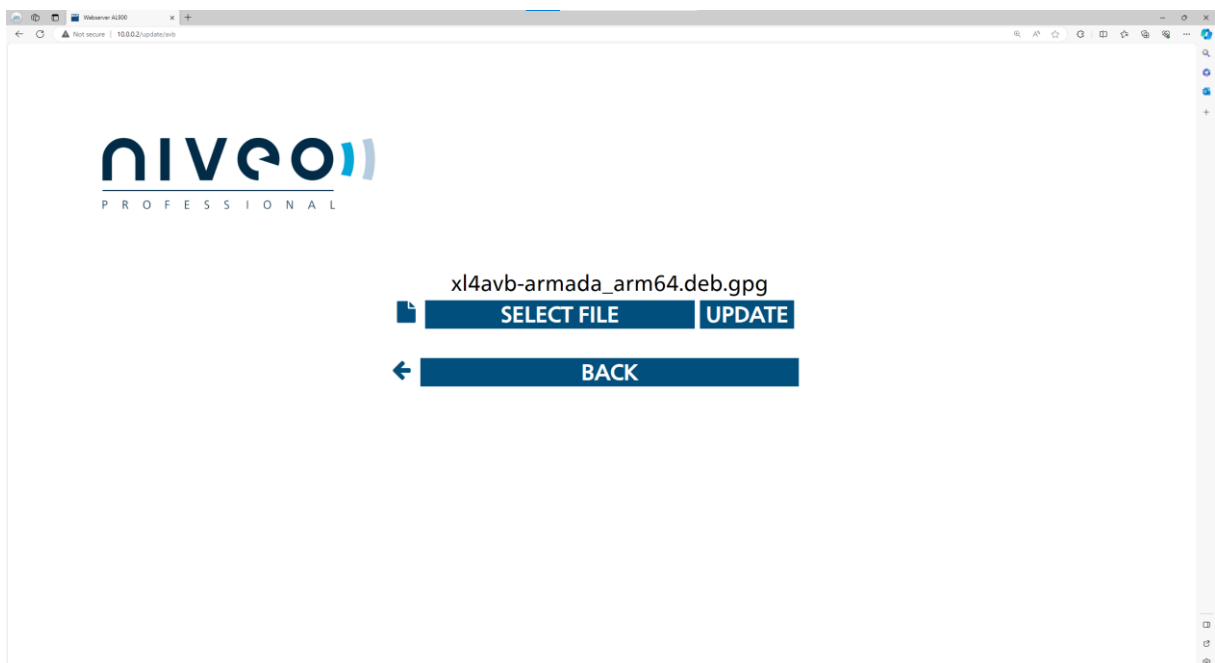 Webserver AL300
Not secure | 10.0.0.2/update/avb
niveo
PROFESSIONAL
xl4avb-armada_arm64.deb.gpg
SELECT FILE UPDATE
BACK